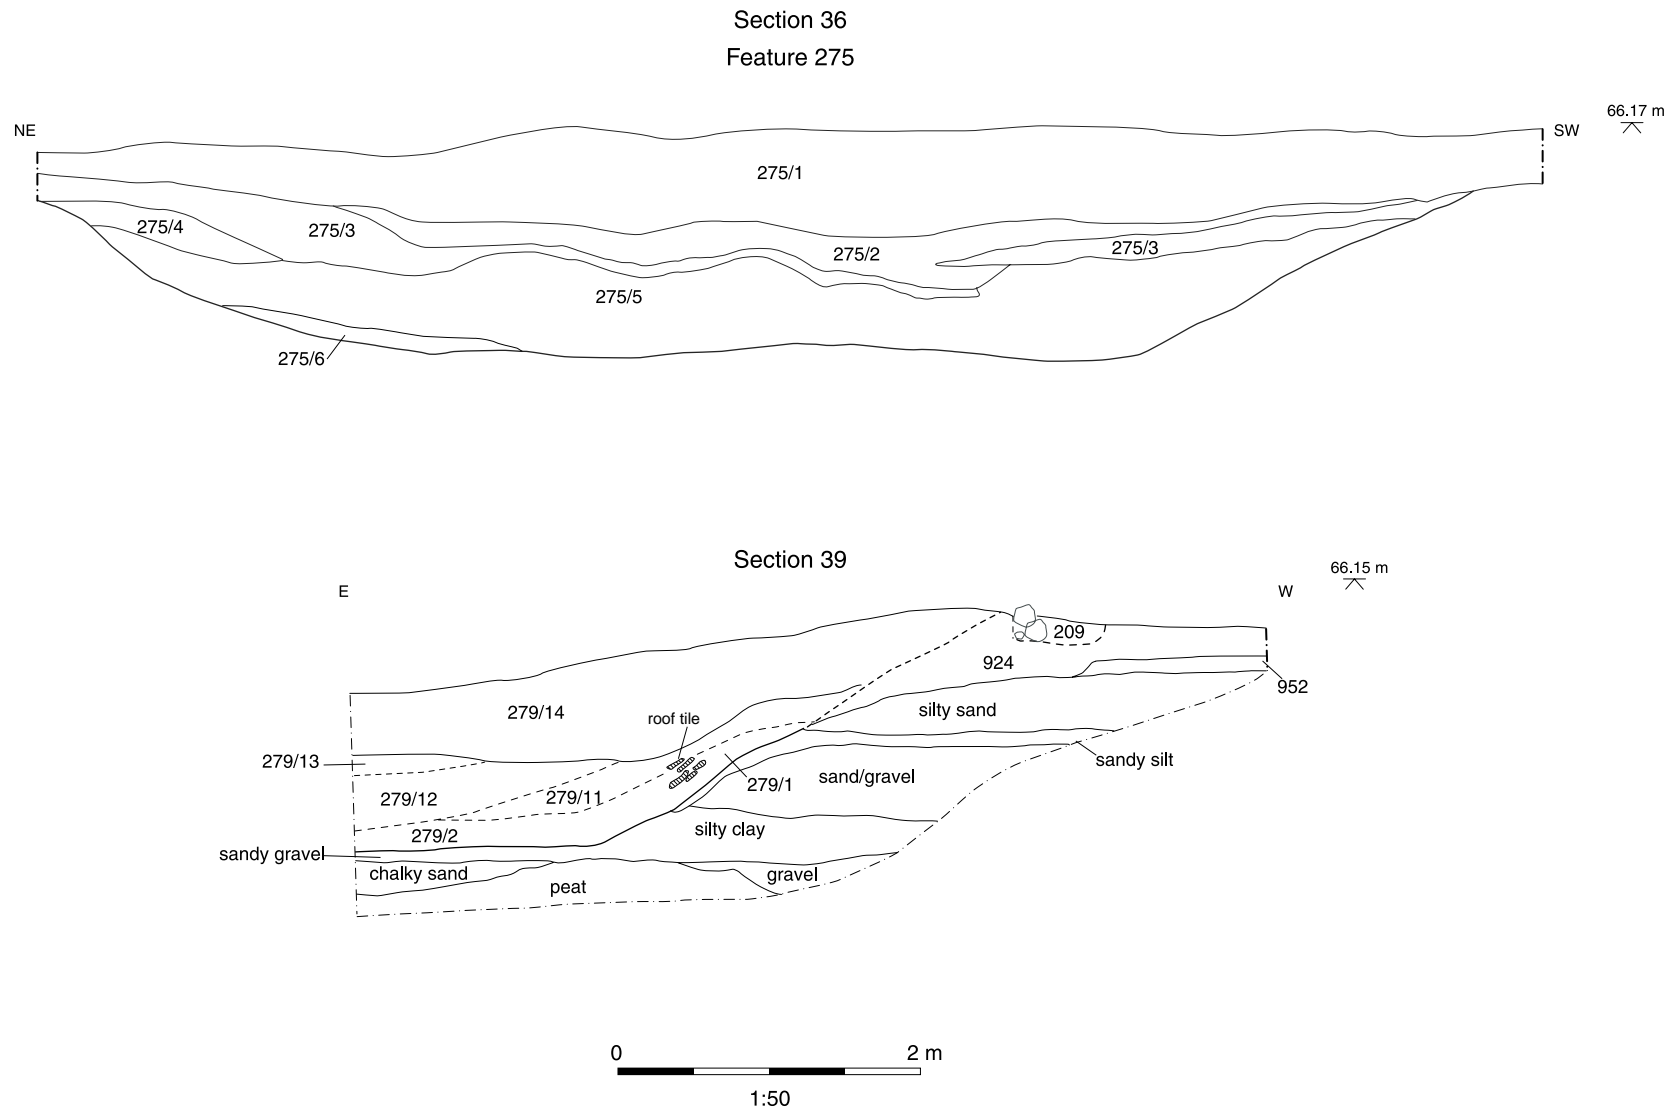 Section 36
Feature 275
66.17 m
NE
SW
275/1
275/4
275/3
275/2
275/3
275/5
275/6
Section 39
66.15 m
E
W
209
924
952
279/14
roof tile
silty sand
279/13
sandy silt
279/12
279/11
279/1
sand/gravel
279/2
silty clay
sandy gravel
chalky sand
gravel
peat
0
2 m
1:50